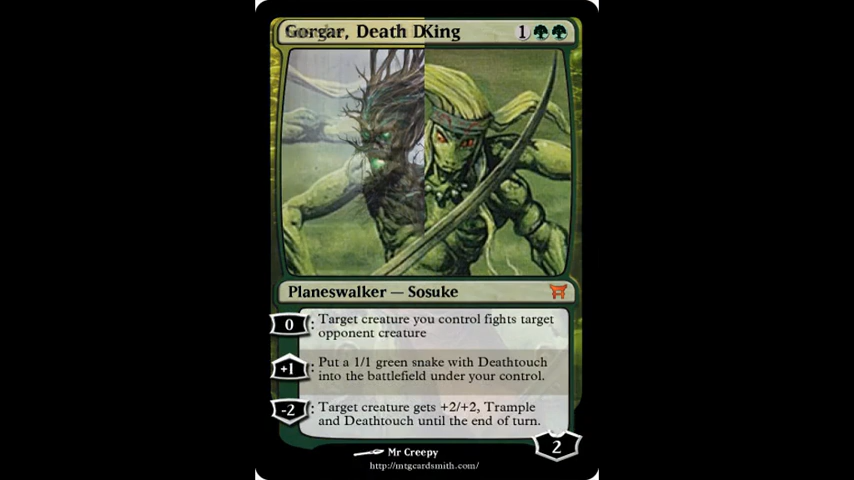 Gorgar, Death King
1
Planeswalker — Sosuke
0 : Target creature you control fights target
opponent creature
+1 : Put a 1/1 green snake with Deathtouch
into the battlefield under your control.
-2 : Target creature gets +2/+2, Trample
and Deathtouch until the end of turn.
2
Mr Creepy
http://mtgcardsmith.com/